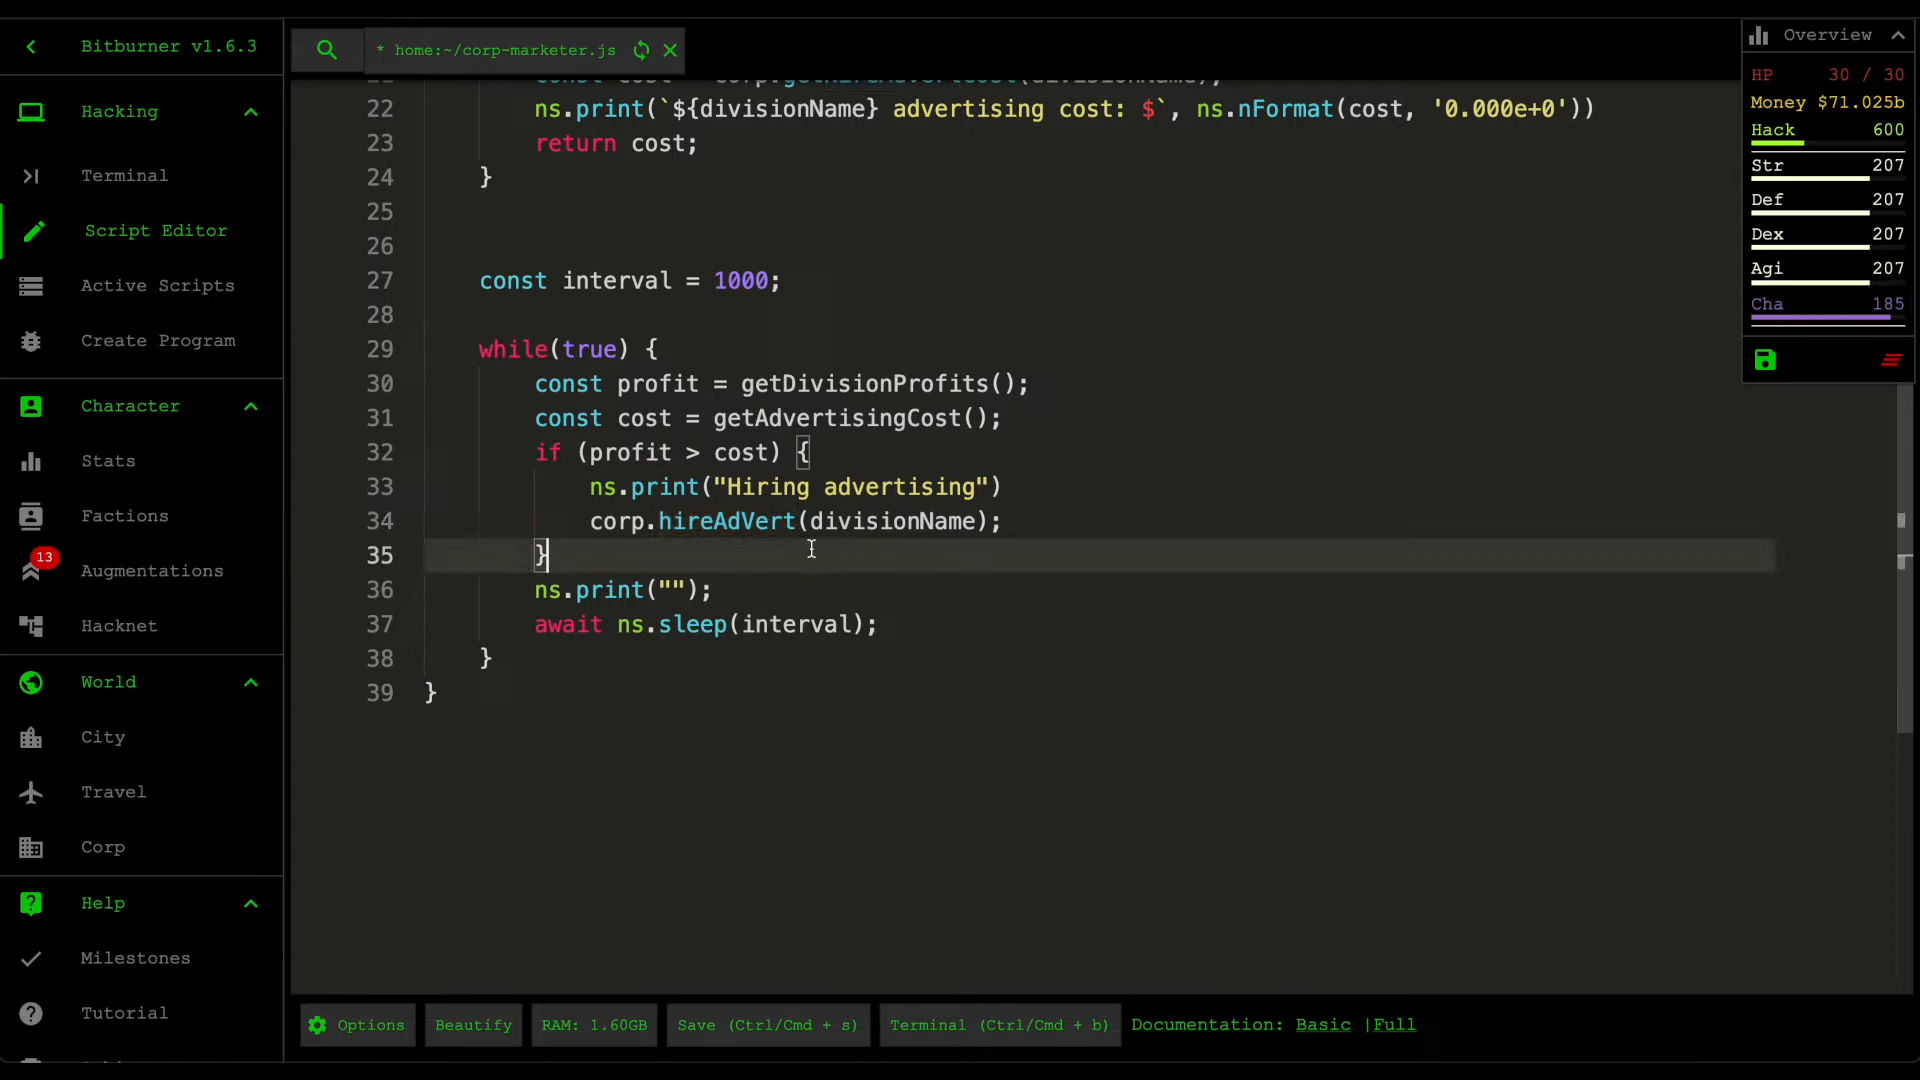 Bitburner v1.6.3
Hacking
Terminal
Script Editor
Active Scripts
Create Program
Character
Stats
Factions
13
Augmentations
Hacknet
World
City
Travel
Corp
Help
Milestones
Tutorial
* home:~/corp-marketer.js
22 ns.print(`${divisionName} advertising cost: $`, ns.nFormat(cost, '0.000e+0'))
23 return cost;
24 }
25
26
27 const interval = 1000;
28
29 while(true) {
30 const profit = getDivisionProfits();
31 const cost = getAdvertisingCost();
32 if (profit > cost) {
33 ns.print("Hiring advertising")
34 corp.hireAdVert(divisionName);
35 }
36 ns.print("");
37 await ns.sleep(interval);
38 }
39 }
Options Beautify RAM: 1.60GB Save (Ctrl/Cmd + s) Terminal (Ctrl/Cmd + b) Documentation: Basic |Full
Overview
HP 30 / 30
Money $71.025b
Hack 600
Str 207
Def 207
Dex 207
Agi 207
Cha 185